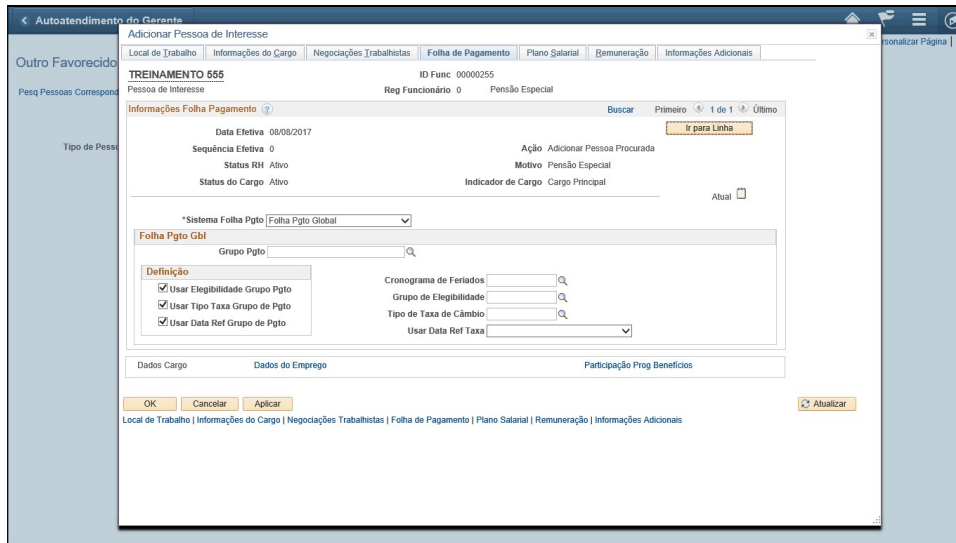 Autoatendimento do Gerente
Adicionar Pessoa de Interesse
Personalizar Página |
Outro Favorecido
Pesq Pessoas Correspond
Tipo de Pesso
Local de Trabalho Informações do Cargo Negociações Trabalhistas Folha de Pagamento Plano Salarial Remuneração Informações Adicionais
TREINAMENTO 555 ID Func 00000255
Pessoa de Interesse Reg Funcionário 0 Pensão Especial
Informações Folha Pagamento ? Buscar Primeiro 1 de 1 Último
Ir para Linha
Data Efetiva 08/08/2017
Sequência Efetiva 0 Ação Adicionar Pessoa Procurada
Status RH Ativo Motivo Pensão Especial
Status do Cargo Ativo Indicador de Cargo Cargo Principal
Atual
*Sistema Folha Pgto Folha Pgto Global
Folha Pgto Gbl
Grupo Pgto
Definição
Usar Elegibilidade Grupo Pgto
Usar Tipo Taxa Grupo de Pgto
Usar Data Ref Grupo de Pgto
Cronograma de Feriados
Grupo de Elegibilidade
Tipo de Taxa de Câmbio
Usar Data Ref Taxa
Dados Cargo Dados do Emprego Participação Prog Benefícios
OK Cancelar Aplicar Atualizar
Local de Trabalho | Informações do Cargo | Negociações Trabalhistas | Folha de Pagamento | Plano Salarial | Remuneração | Informações Adicionais